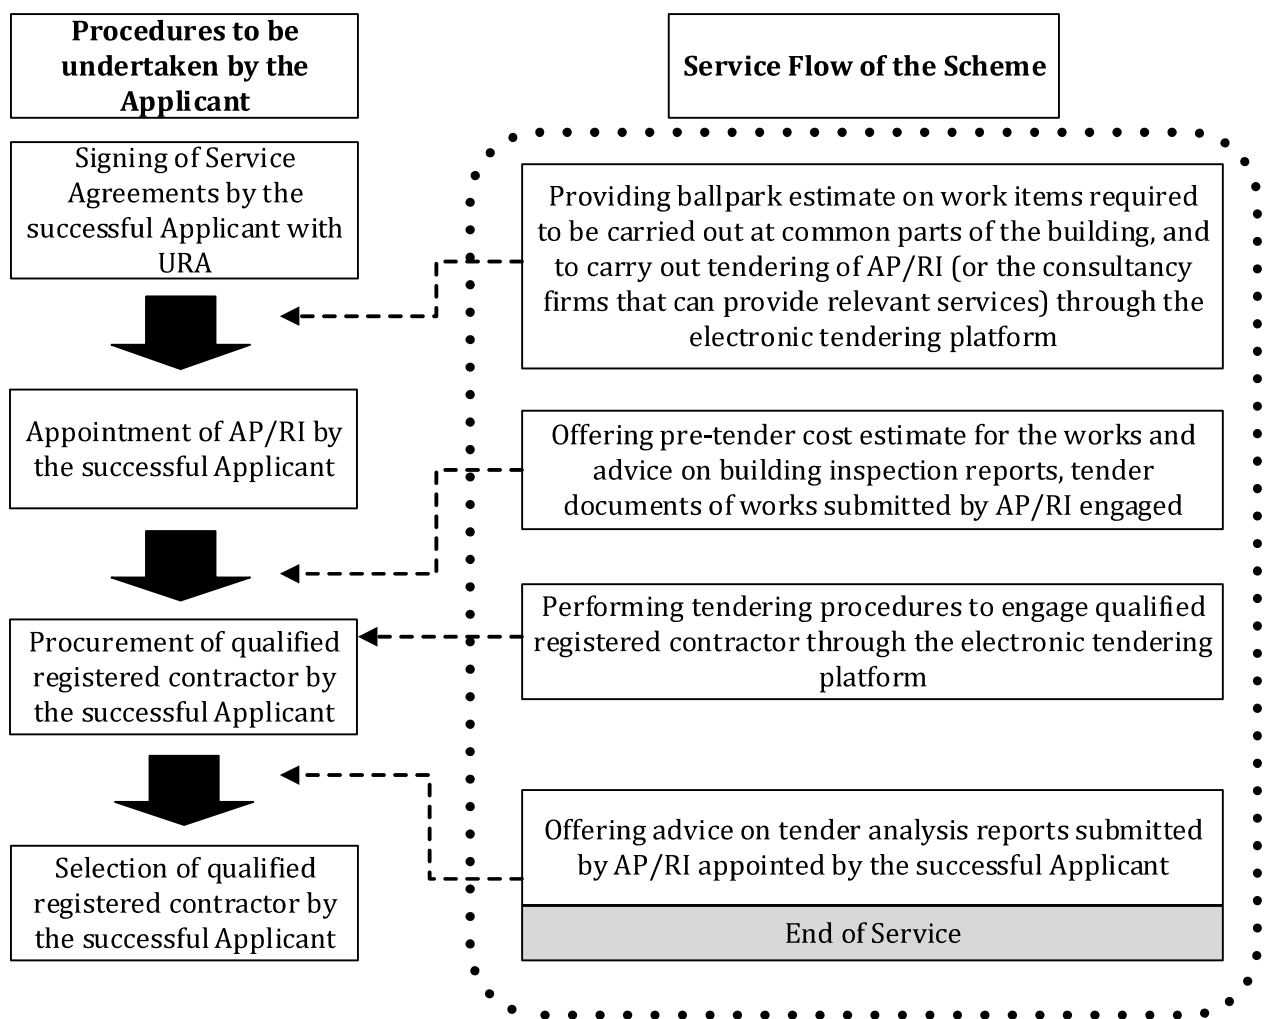 Procedures to be
undertaken by the
Applicant
Signing of Service
Agreements by the
successful Applicant with
URA
Appointment of AP/RI by
the successful Applicant
Procurement of qualified
registered contractor by
the successful Applicant
Selection of qualified
registered contractor by
the successful Applicant
Service Flow of the Scheme
Providing ballpark estimate on work items required
to be carried out at common parts of the building, and
to carry out tendering of AP/RI (or the consultancy
firms that can provide relevant services) through the
electronic tendering platform
Offering pre-tender cost estimate for the works and
advice on building inspection reports, tender
documents of works submitted by AP/RI engaged
Performing tendering procedures to engage qualified
registered contractor through the electronic tendering
platform
Offering advice on tender analysis reports submitted
by AP/RI appointed by the successful Applicant
End of Service